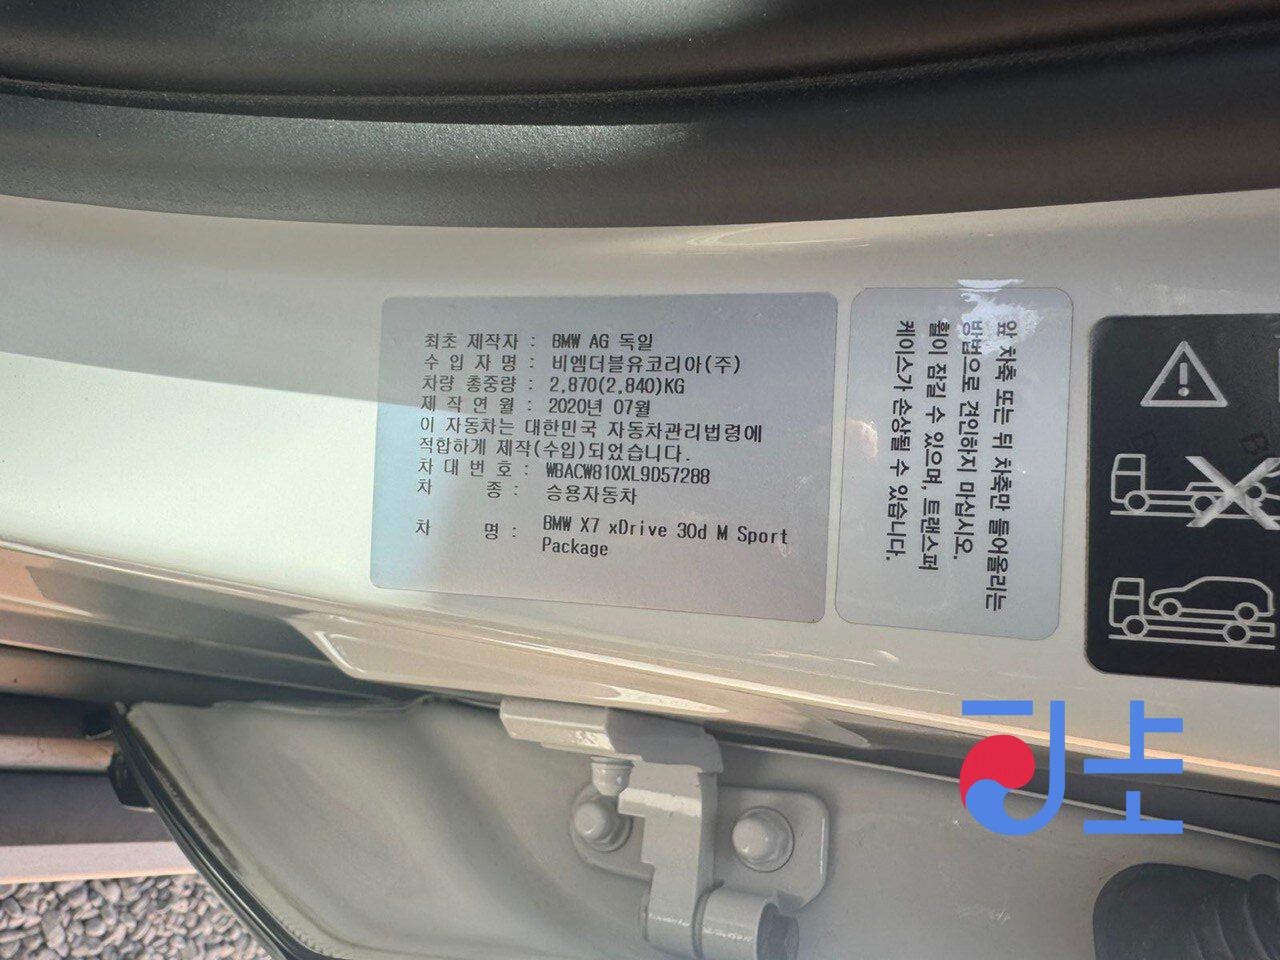 최초 제작자 : BMW AG 독일
수 입 자 명 : 비엠더블유코리아(주)
차량 총중량 : 2,870(2,840)KG
제 작 연 월 : 2020년 07월
이 자동차는 대한민국 자동차관리법령에
적합하게 제작(수입)되었습니다.
차 대 번 호 : WBACW810XL9D57288
차 종 : 승용자동차
차 명 : BMW X7 xDrive 30d M Sport
Package
앞 차축 또는 뒤 차축만 들어올리는
방법으로 견인하지 마십시오.
휠이 잠길 수 있으며, 트랜스퍼
케이스가 손상될 수 있습니다.